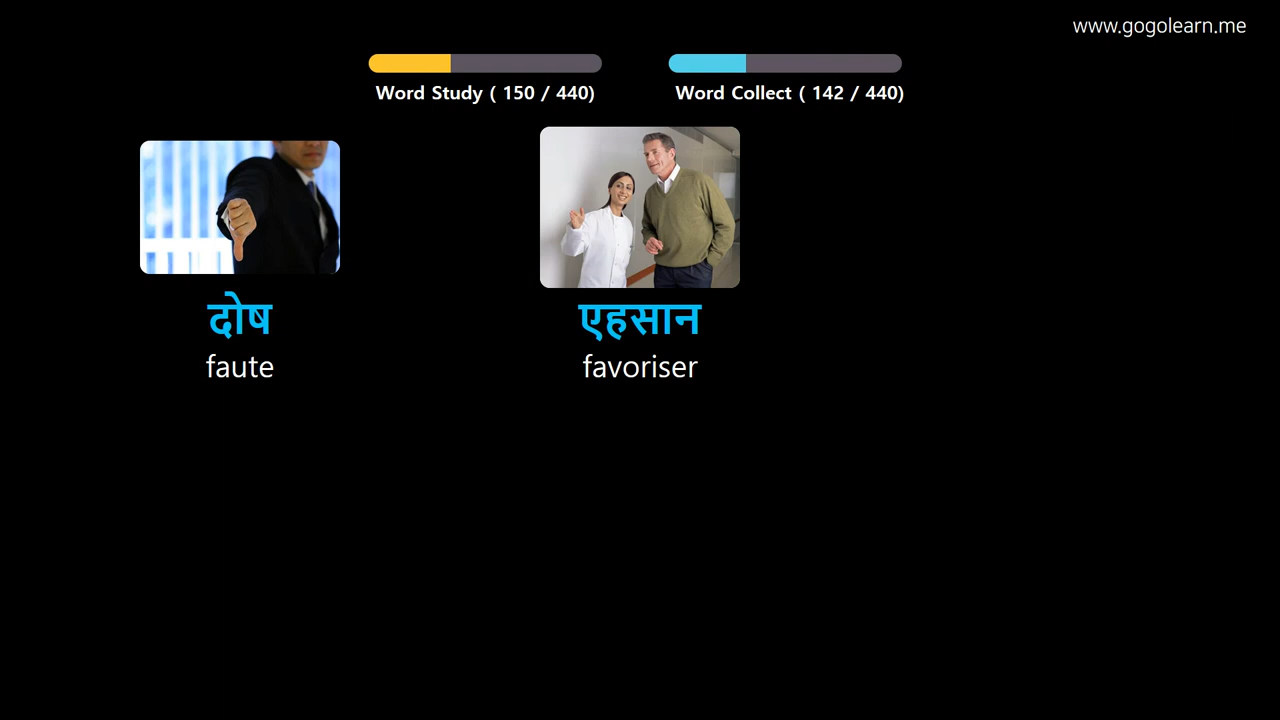 www.gogolearn.me
Word Study ( 150 / 440)
Word Collect ( 142 / 440)
दोष
faute
एहसान
favoriser